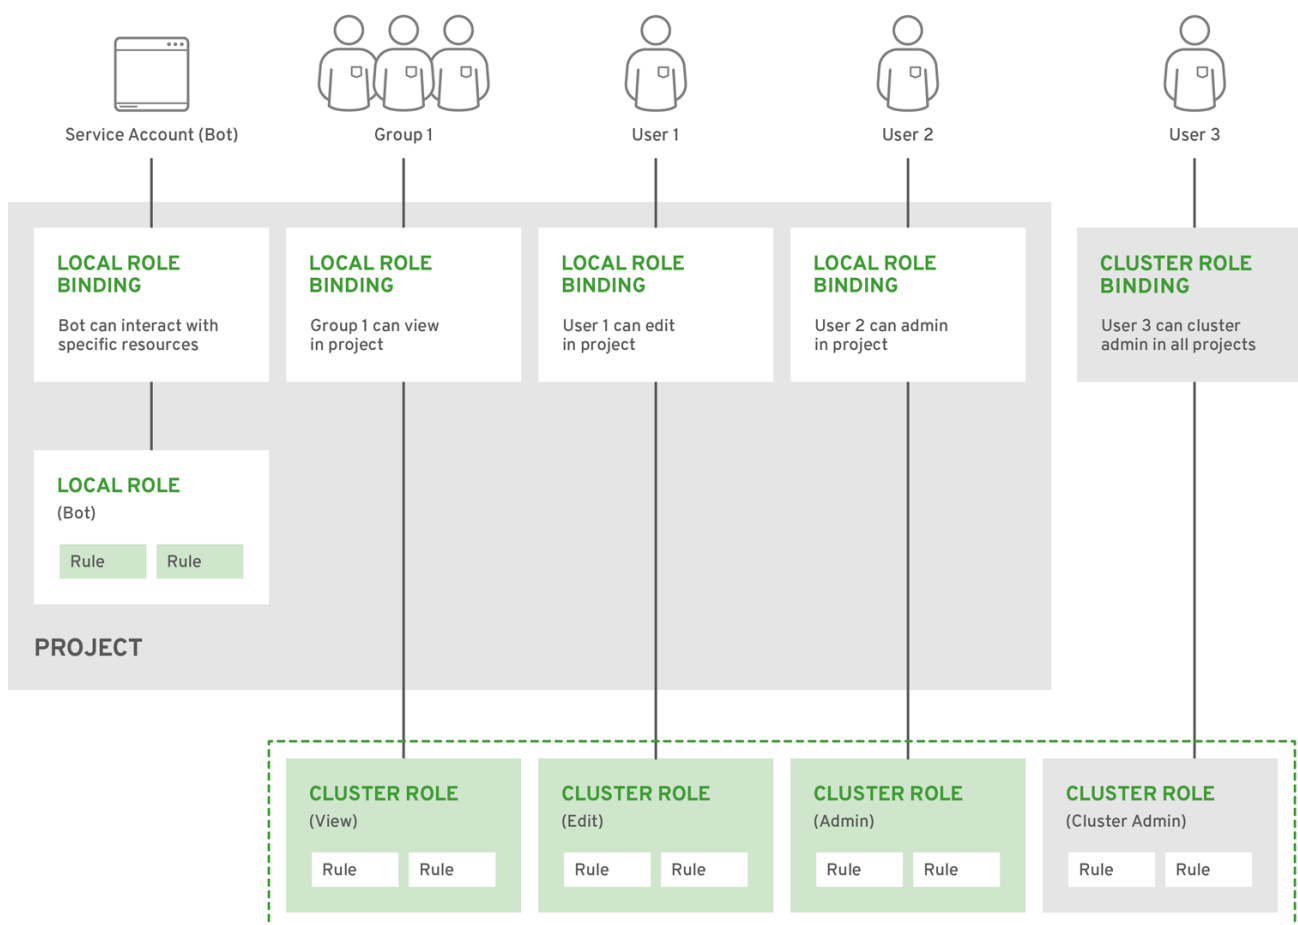 Service Account (Bot)
Group 1
User 1
User 2
User 3
LOCAL ROLE
BINDING
Bot can interact with
specific resources
LOCAL ROLE
BINDING
Group 1 can view
in project
LOCAL ROLE
BINDING
User 1 can edit
in project
LOCAL ROLE
BINDING
User 2 can admin
in project
CLUSTER ROLE
BINDING
User 3 can cluster
admin in all projects
LOCAL ROLE
(Bot)
Rule
Rule
PROJECT
CLUSTER ROLE
(View)
Rule
Rule
CLUSTER ROLE
(Edit)
Rule
Rule
CLUSTER ROLE
(Admin)
Rule
Rule
CLUSTER ROLE
(Cluster Admin)
Rule
Rule